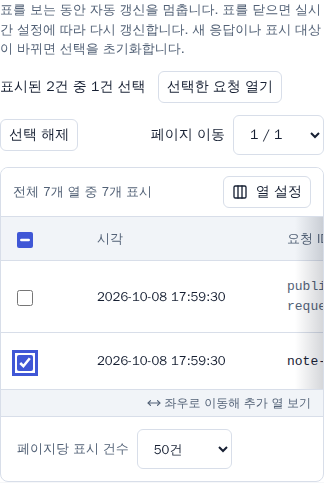 표를 보는 동안 자동 갱신을 멈춥니다. 표를 닫으면 실시
간 설정에 따라 다시 갱신합니다. 새 응답이나 표시 대상
이 바뀌면 선택을 초기화합니다.
표시된 2건 중 1건 선택 선택한 요청 열기
선택 해제 페이지 이동 1 / 1
전체 7개 열 중 7개 표시 열 설정
시각 요청 ID
2026-10-08 17:59:30 publi
reque
2026-10-08 17:59:30 note-
좌우로 이동해 추가 열 보기
페이지당 표시 건수 50건